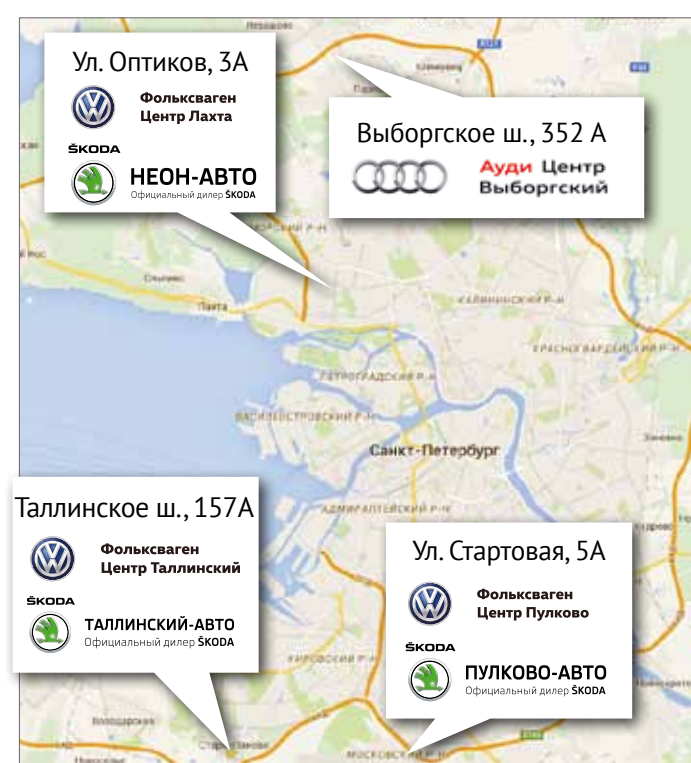 Ул. Оптиков, 3А
Фольксваген
Центр Лахта
ŠKODA
НЕОН-АВТО
Официальный дилер ŠKODA
Выборгское ш., 352 А
Ауди Центр
Выборгский
Ольгино
Лахта
КАЛИНИНСКИЙ Р-Н
КРАСНОГВАРДЕЙСКИЙ Р-Н
ПЕТРОГРАДСКИЙ Р-Н
ВАСИЛЕОСТРОВСКИЙ Р-Н
Санкт-Петербург
АДМИРАЛТЕЙСКИЙ Р-Н
Таллинское ш., 157А
Фольксваген
Центр Таллинский
ŠKODA
ТАЛЛИНСКИЙ-АВТО
Официальный дилер ŠKODA
Ул. Стартовая, 5А
Фольксваген
Центр Пулково
ŠKODA
ПУЛКОВО-АВТО
Официальный дилер ŠKODA
КИРОВСКИЙ Р-Н
Володарская
МОСКОВСКИЙ Р-Н